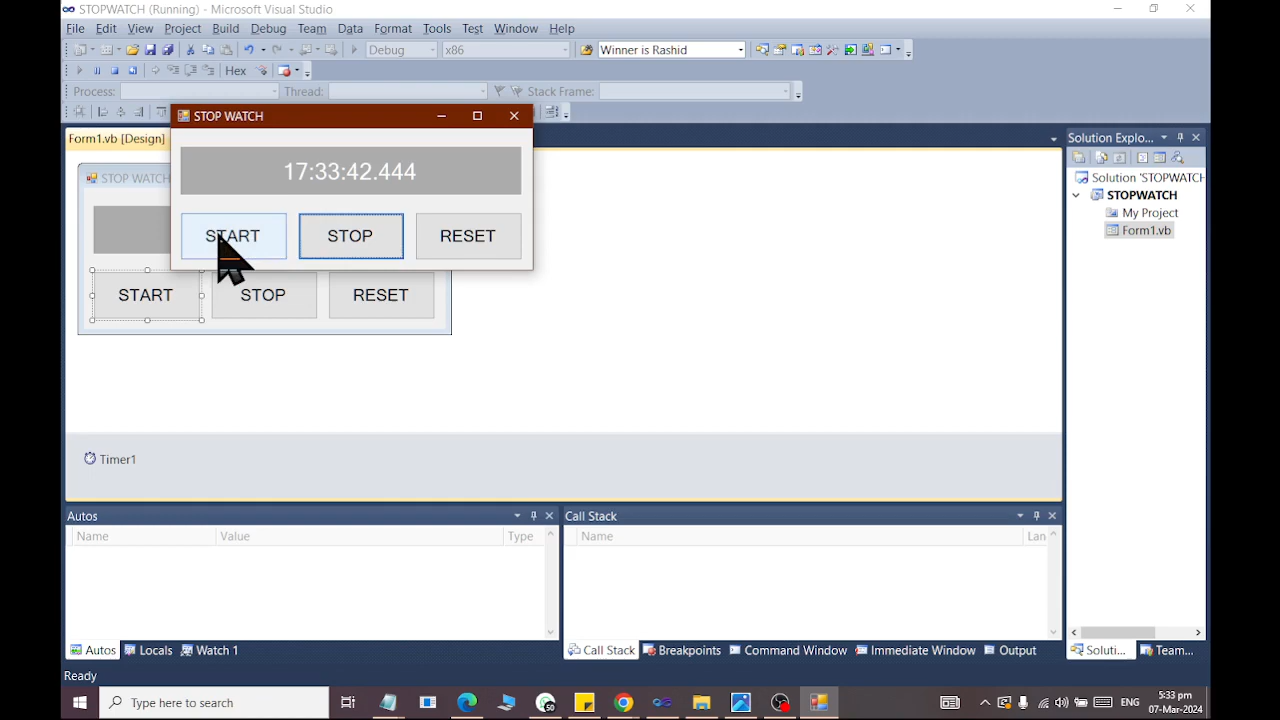 STOPWATCH (Running) - Microsoft Visual Studio
File Edit View Project Build Debug Team Data Format Tools Test Window Help
Debug x86 Winner is Rashid
Hex
Process: Thread: Stack Frame:
STOP WATCH
17:33:42.444
START STOP RESET
Form1.vb [Design]
STOP WATCH
START STOP RESET
Timer1
Solution Explo...
Solution 'STOPWATCH
STOPWATCH
My Project
Form1.vb
Autos
Name Value Type
Call Stack
Name Lan
Autos Locals Watch 1
Call Stack Breakpoints Command Window Immediate Window Output
Soluti... Team...
Ready
Type here to search
ENG
5:33 pm
07-Mar-2024